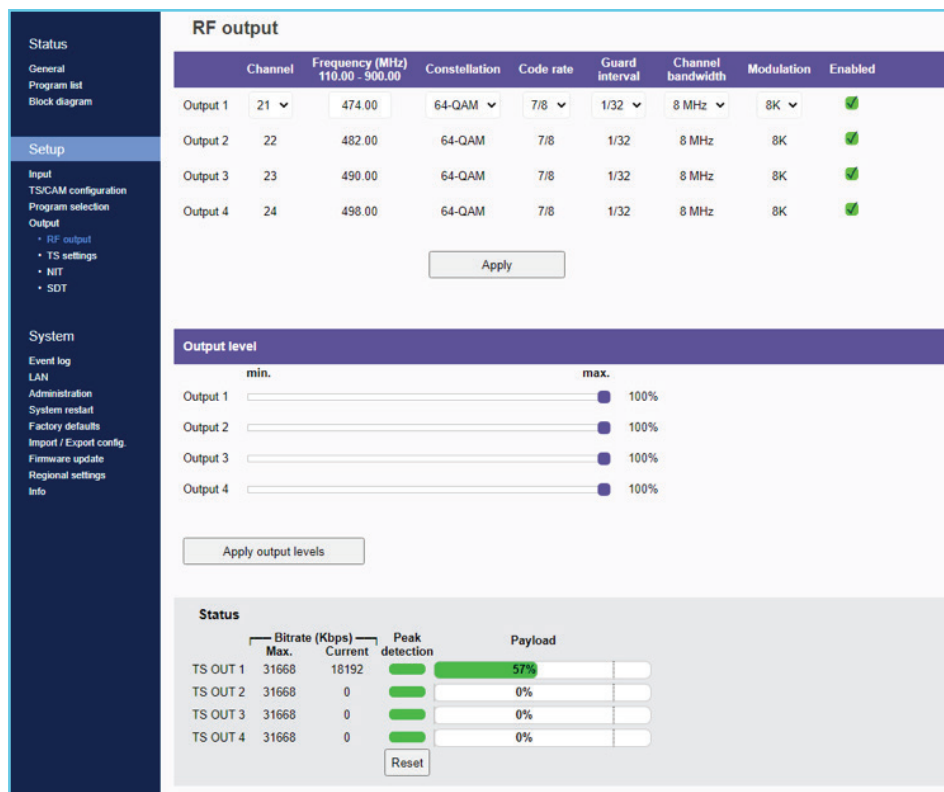 Status
General
Program list
Block diagram
Setup
Input
TS/CAM configuration
Program selection
Output
• RF output
• TS settings
• NIT
• SDT
System
Event log
LAN
Administration
System restart
Factory defaults
Import / Export config.
Firmware update
Regional settings
Info
RF output
Channel Frequency (MHz) 110.00 - 900.00 Constellation Code rate Guard interval Channel bandwidth Modulation Enabled
Output 1 21 474.00 64-QAM 7/8 1/32 8 MHz 8K
Output 2 22 482.00 64-QAM 7/8 1/32 8 MHz 8K
Output 3 23 490.00 64-QAM 7/8 1/32 8 MHz 8K
Output 4 24 498.00 64-QAM 7/8 1/32 8 MHz 8K
Apply
Output level
min. max.
Output 1 100%
Output 2 100%
Output 3 100%
Output 4 100%
Apply output levels
Status
Bitrate (Kbps) Peak Payload
Max. Current detection
TS OUT 1 31668 18192 57%
TS OUT 2 31668 0 0%
TS OUT 3 31668 0 0%
TS OUT 4 31668 0 0%
Reset